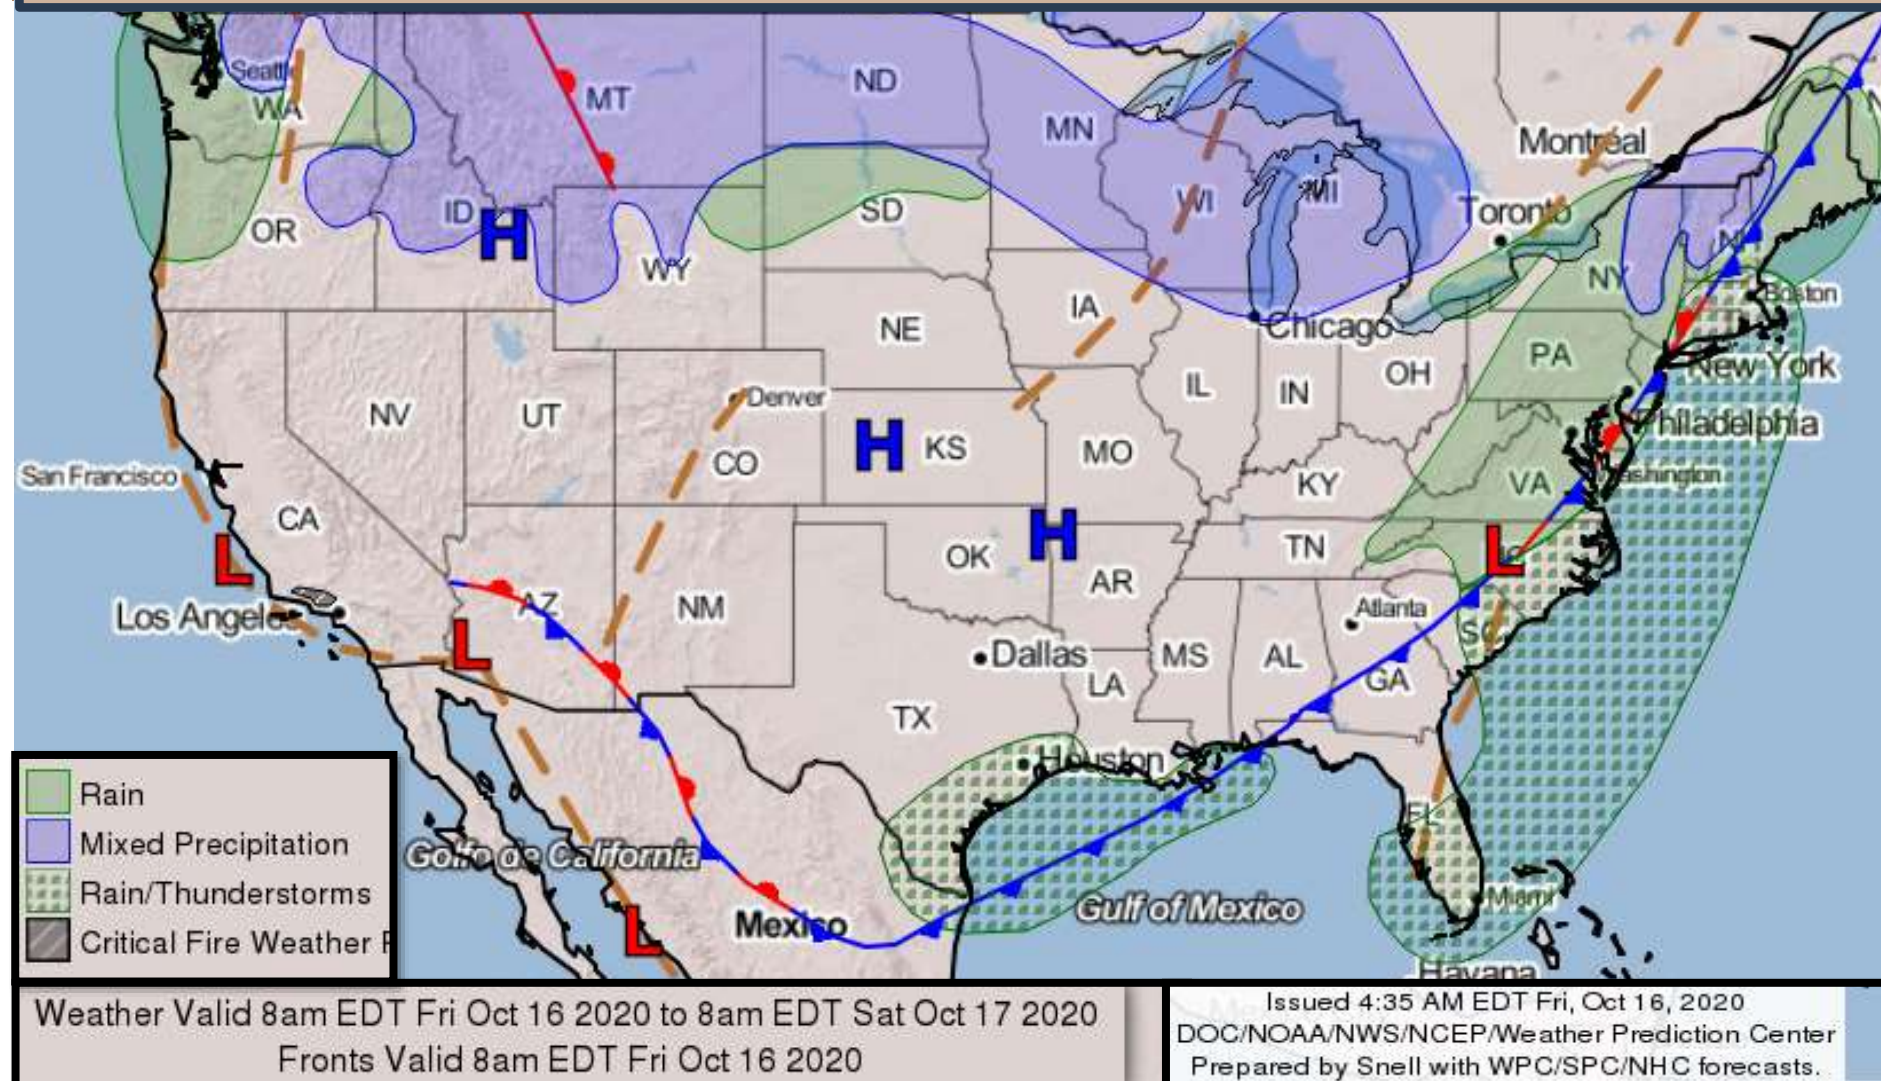 Seattle
WA
MT
ND
MN
Montréal
OR
ID
H
WY
SD
WI
MI
Toronto
NY
NH
Boston
NE
IA
Chicago
PA
New York
NV
UT
Denver
CO
H
KS
MO
IL
IN
OH
Philadelphia
San Francisco
CA
KY
VA
Washington
L
Los Angeles
L
AZ
NM
OK
H
AR
TN
L
NC
Atlanta
SC
Dallas
MS
AL
GA
LA
TX
Houston
FL
Miami
Golfo de California
L
Mexico
Gulf of Mexico
Havana
Rain
Mixed Precipitation
Rain/Thunderstorms
Critical Fire Weather
Weather Valid 8am EDT Fri Oct 16 2020 to 8am EDT Sat Oct 17 2020
Fronts Valid 8am EDT Fri Oct 16 2020
Issued 4:35 AM EDT Fri, Oct 16, 2020
DOC/NOAA/NWS/NCEP/Weather Prediction Center
Prepared by Snell with WPC/SPC/NHC forecasts.